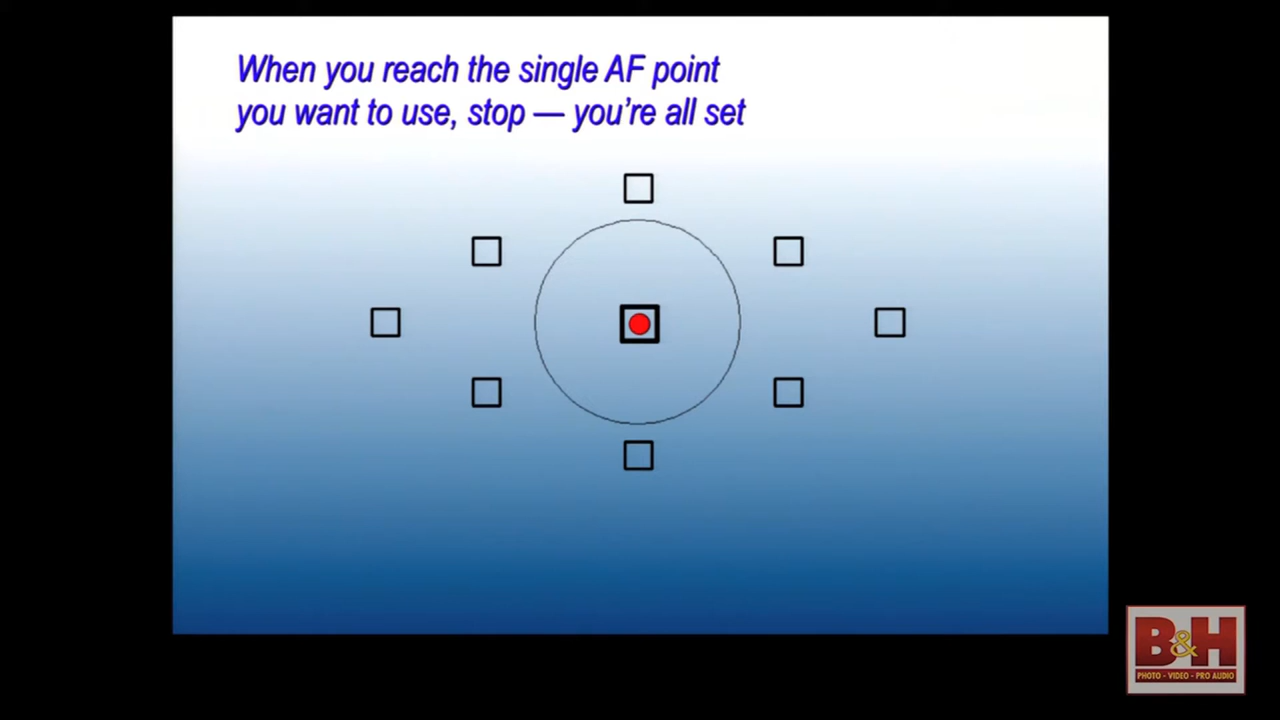 When you reach the single AF point
you want to use, stop — you're all set
B&H
PHOTO - VIDEO - PRO AUDIO